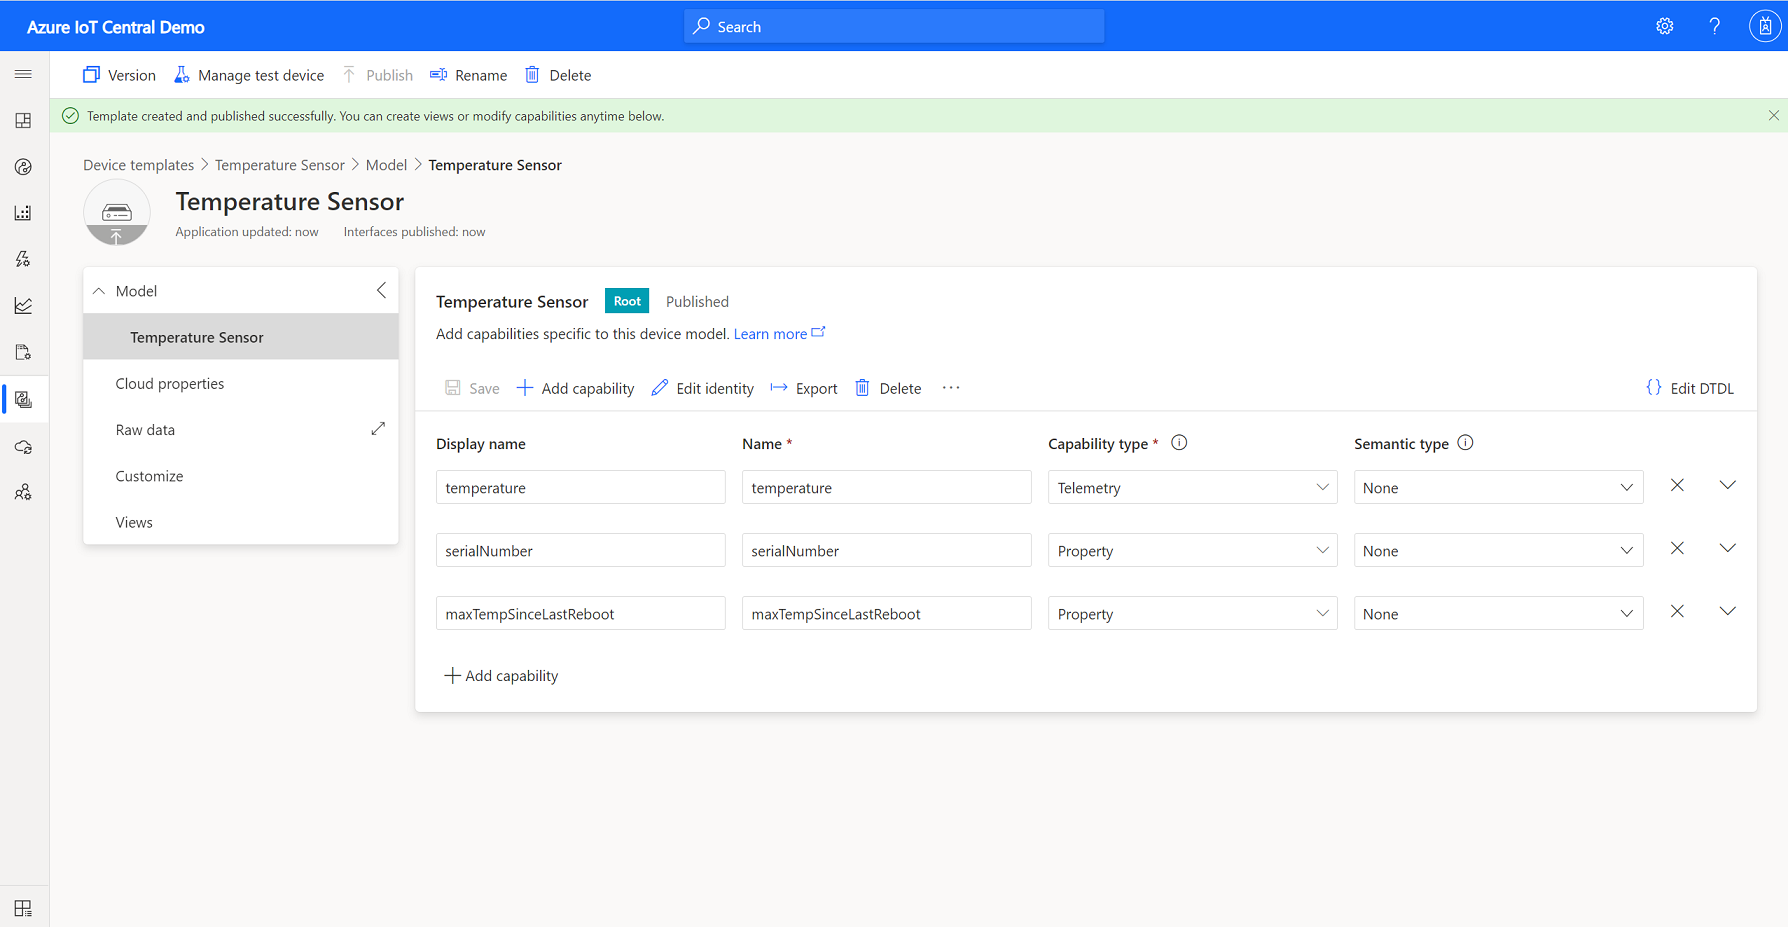 Azure IoT Central Demo
Search
Version Manage test device Publish Rename Delete
Template created and published successfully. You can create views or modify capabilities anytime below.
Device templates > Temperature Sensor > Model > Temperature Sensor
Temperature Sensor
Application updated: now Interfaces published: now
Model
Temperature Sensor
Cloud properties
Raw data
Customize
Views
Temperature Sensor Root Published
Add capabilities specific to this device model. Learn more
Save Add capability Edit identity Export Delete ··· {} Edit DTDL
Display name Name * Capability type * Semantic type
temperature temperature Telemetry None
serialNumber serialNumber Property None
maxTempSinceLastReboot maxTempSinceLastReboot Property None
Add capability